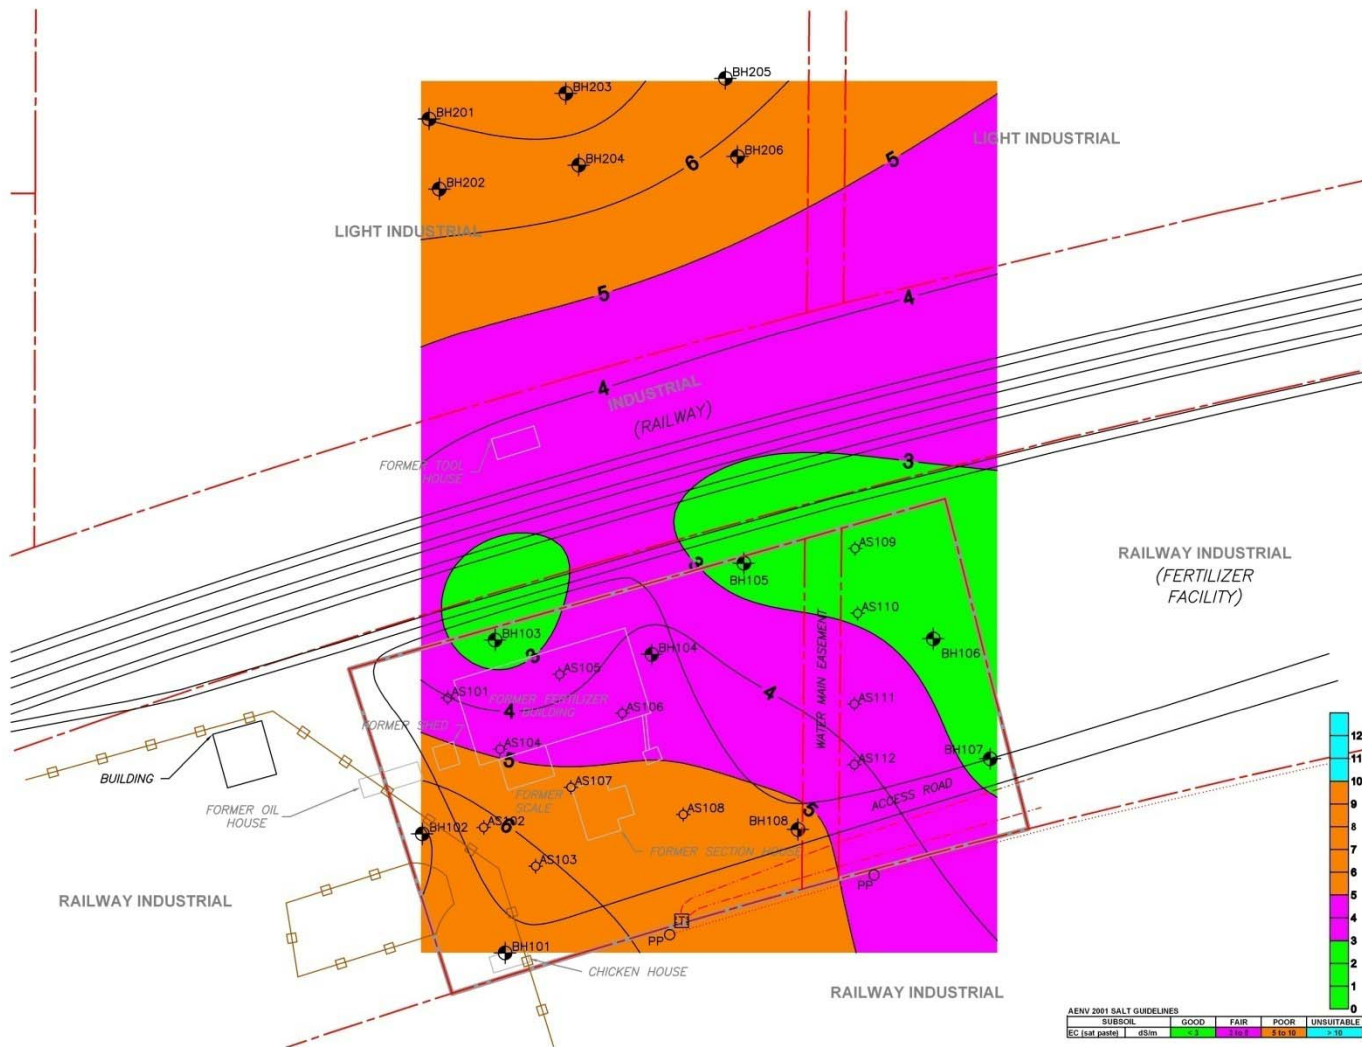 BH205
BH203
BH201
LIGHT INDUSTRIAL
BH204
BH206
5
6
BH202
LIGHT INDUSTRIAL
5
4
4
INDUSTRIAL
(RAILWAY)
FORMER TOOL
HOUSE
3
AS109
RAILWAY INDUSTRIAL
(FERTILIZER
FACILITY)
3
BH105
AS110
BH103
BH104
BH106
3
AS105
WATER MAIN EASEMENT
AS101
FORMER FERTILIZER
BUILDING
4
4
AS111
AS106
FORMER SHED
AS104
BH107
5
AS112
BUILDING
AS107
FORMER
SCALE
ACCESS ROAD
FORMER OIL
HOUSE
AS108
5
BH102
AS102
6
BH108
FORMER SECTION HOUSE
AS103
PP
RAILWAY INDUSTRIAL
T
PP
BH101
CHICKEN HOUSE
RAILWAY INDUSTRIAL
12
11
10
9
8
7
6
5
4
3
2
1
0
AENV 2001 SALT GUIDELINES
SUBSOIL GOOD FAIR POOR UNSUITABLE
EC (sat paste) dS/m < 3 3 to 5 5 to 10 > 10